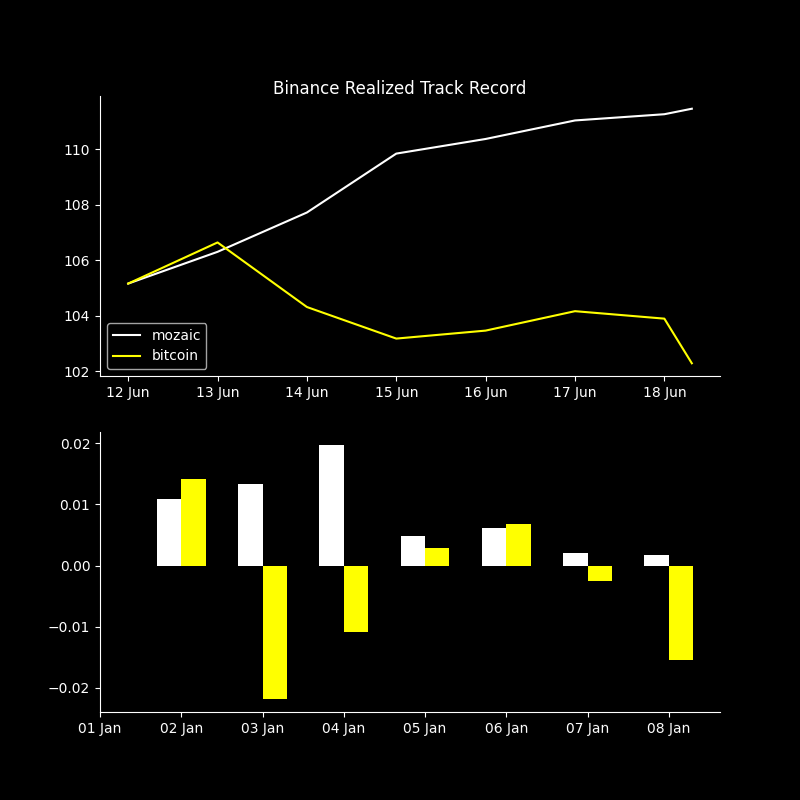 Binance Realized Track Record
110
108
106
104
102
mozaic
bitcoin
12 Jun 13 Jun 14 Jun 15 Jun 16 Jun 17 Jun 18 Jun
0.02
0.01
0.00
−0.01
−0.02
01 Jan 02 Jan 03 Jan 04 Jan 05 Jan 06 Jan 07 Jan 08 Jan